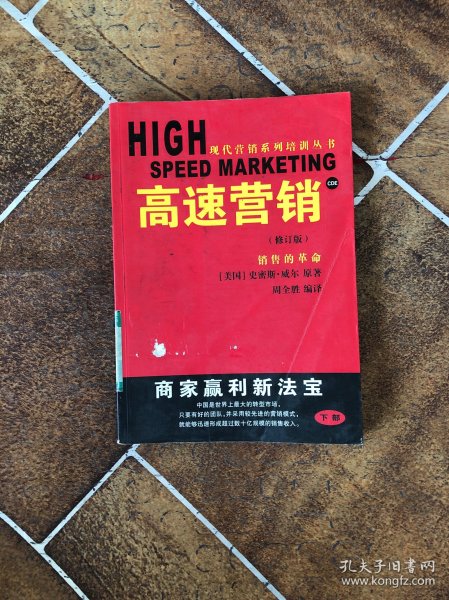 HIGH 现代营销系列培训丛书
SPEED MARKETING
高速营销 CDE
(修订版)
销售的革命
[美国] 史密斯·威尔 原著
周全胜 编译
商家赢利新法宝
中国是世界上最大的转型市场,
只要有好的团队,并采用较先进的营销模式,
就能够迅速形成超过数十亿规模的销售收入。
下部
孔夫子旧书网
www.kongfz.com